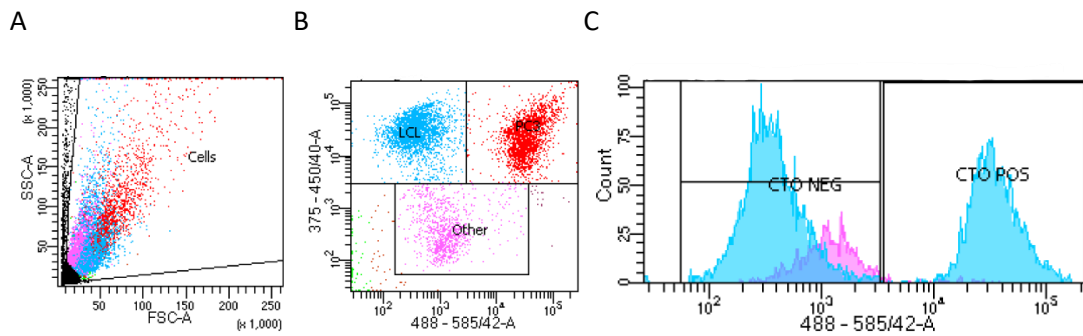 A
B
C
SSC-A
(x 1,000)
250
200
150
100
50
Cells
50
100
150
200
250
FSC-A
(x 1,000)
375 - 450/40-A
10^5
10^4
10^3
10^2
LCL
PC3
Other
10^2
10^3
10^4
10^5
488 - 585/42-A
Count
100
75
50
25
0
CTO NEG
CTO POS
10^2
10^3
10^4
10^5
488 - 585/42-A